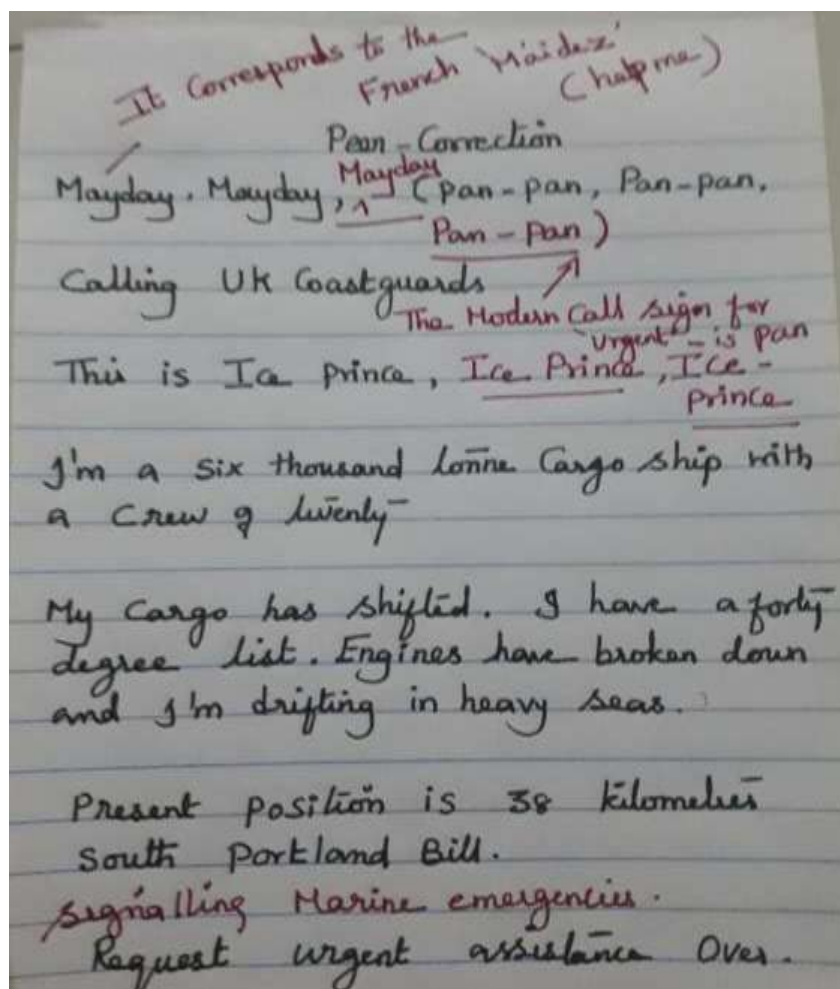 It Corresponds to the
French 'Maidez'
(help me)
Pean-Correction
Mayday, Mayday, Mayday (Pan-pan, Pan-pan,
Pan-pan)
Calling UK Coastguards
The Modern Call sign for
'urgent' - is pan
This is Ice prince, Ice Prince, Ice-
prince
I'm a six thousand tonne Cargo ship with
a Crew of twenty
My Cargo has shifted. I have a forty
degree list. Engines have broken down
and I'm drifting in heavy seas.
Present position is 38 kilometres
South Portland Bill.
signalling Marine emergencies.
Request urgent assistance Over.